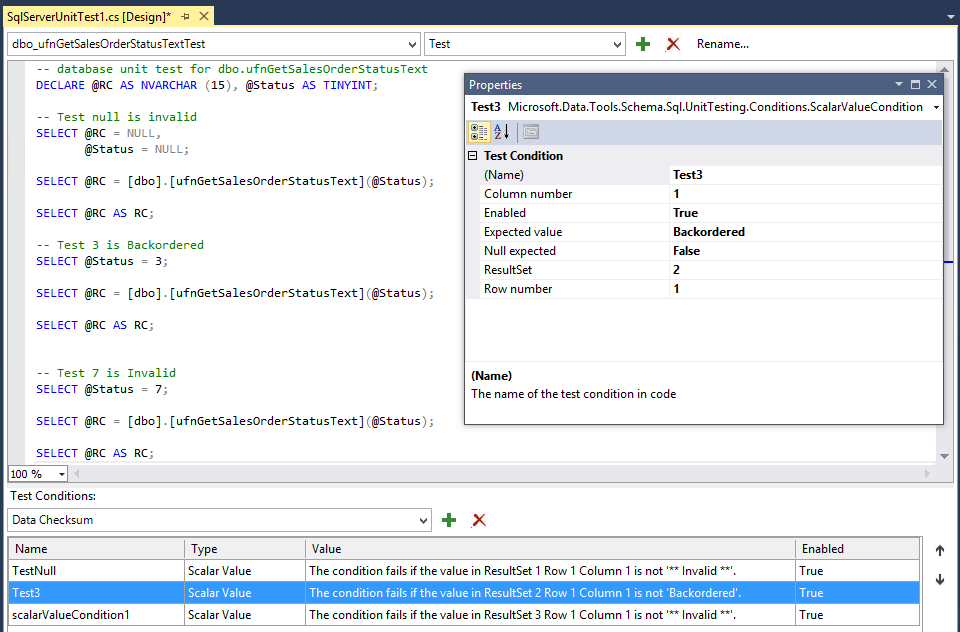 SqlServerUnitTest1.cs [Design]*
dbo_ufnGetSalesOrderStatusTextTest Test Rename...
-- database unit test for dbo.ufnGetSalesOrderStatusText
DECLARE @RC AS NVARCHAR (15), @Status AS TINYINT;
-- Test null is invalid
SELECT @RC = NULL,
@Status = NULL;
SELECT @RC = [dbo].[ufnGetSalesOrderStatusText](@Status);
SELECT @RC AS RC;
-- Test 3 is Backordered
SELECT @Status = 3;
SELECT @RC = [dbo].[ufnGetSalesOrderStatusText](@Status);
SELECT @RC AS RC;
-- Test 7 is Invalid
SELECT @Status = 7;
SELECT @RC = [dbo].[ufnGetSalesOrderStatusText](@Status);
SELECT @RC AS RC;
100 %
Properties
Test3 Microsoft.Data.Tools.Schema.Sql.UnitTesting.Conditions.ScalarValueCondition
Test Condition
(Name) Test3
Column number 1
Enabled True
Expected value Backordered
Null expected False
ResultSet 2
Row number 1
(Name)
The name of the test condition in code
Test Conditions:
Data Checksum
Name Type Value Enabled
TestNull Scalar Value The condition fails if the value in ResultSet 1 Row 1 Column 1 is not '** Invalid **'. True
Test3 Scalar Value The condition fails if the value in ResultSet 2 Row 1 Column 1 is not 'Backordered'. True
scalarValueCondition1 Scalar Value The condition fails if the value in ResultSet 3 Row 1 Column 1 is not '** Invalid **'. True